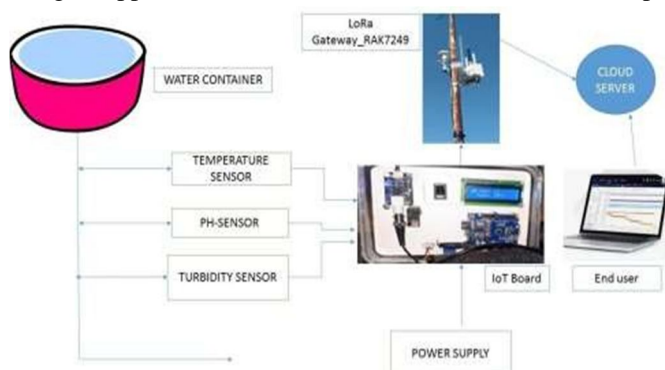 LoRa
Gateway_RAK7249
CLOUD
SERVER
WATER CONTAINER
TEMPERATURE
SENSOR
PH-SENSOR
TURBIDITY SENSOR
IoT Board
End user
POWER SUPPLY